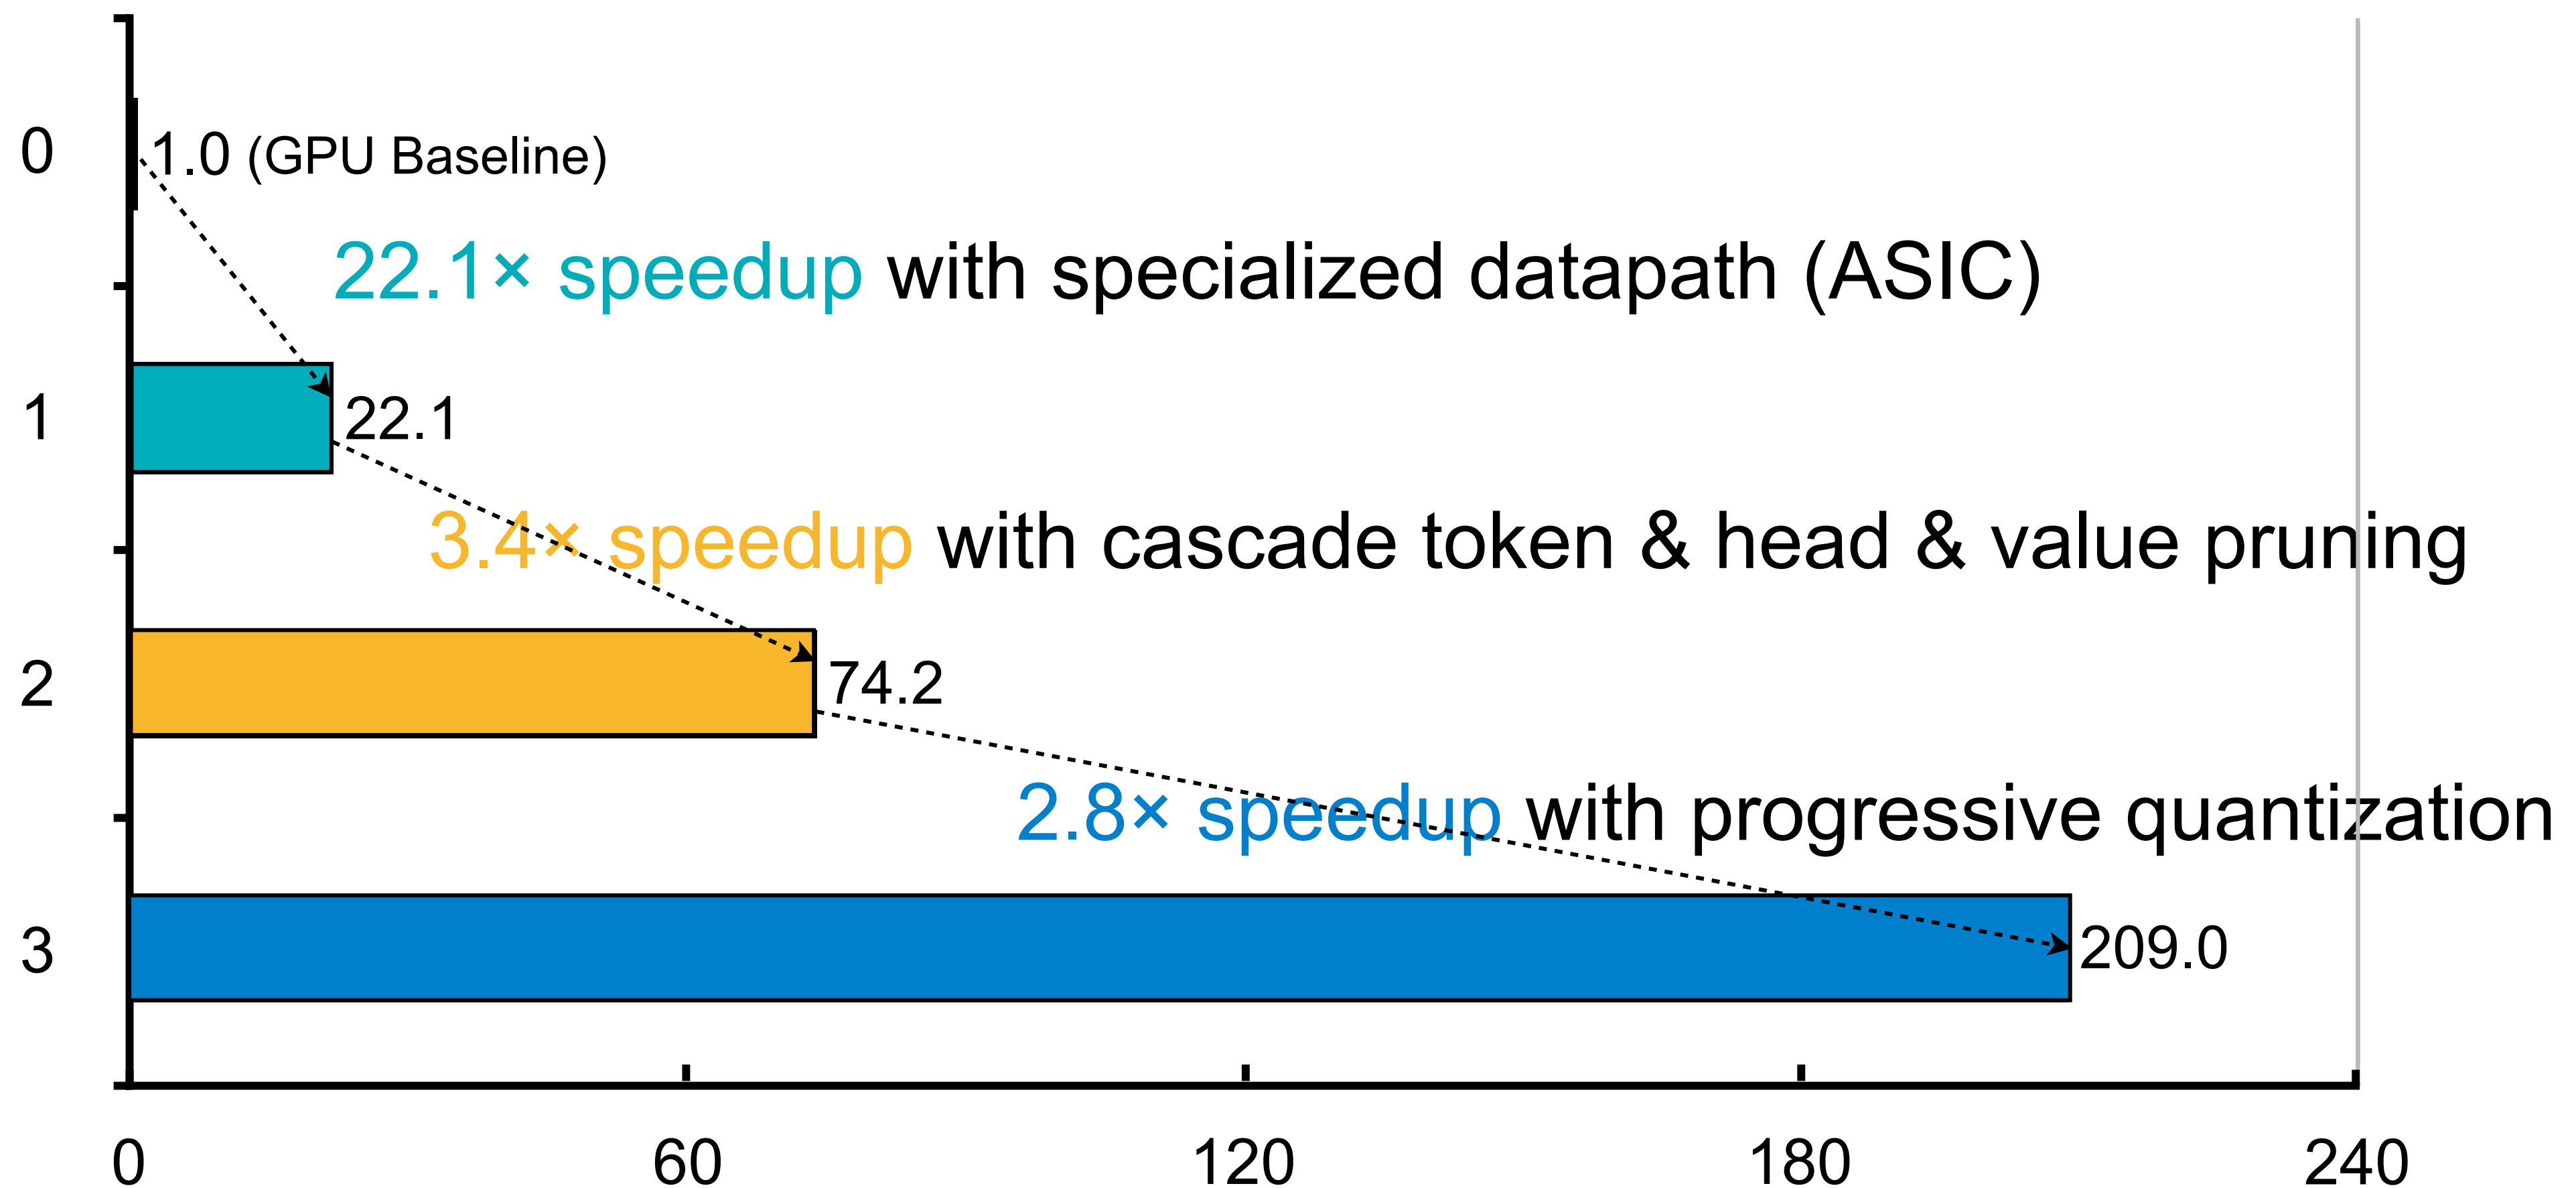 0
1.0 (GPU Baseline)
22.1× speedup with specialized datapath (ASIC)
1
22.1
3.4× speedup with cascade token & head & value pruning
2
74.2
2.8× speedup with progressive quantization
3
209.0
0 60 120 180 240